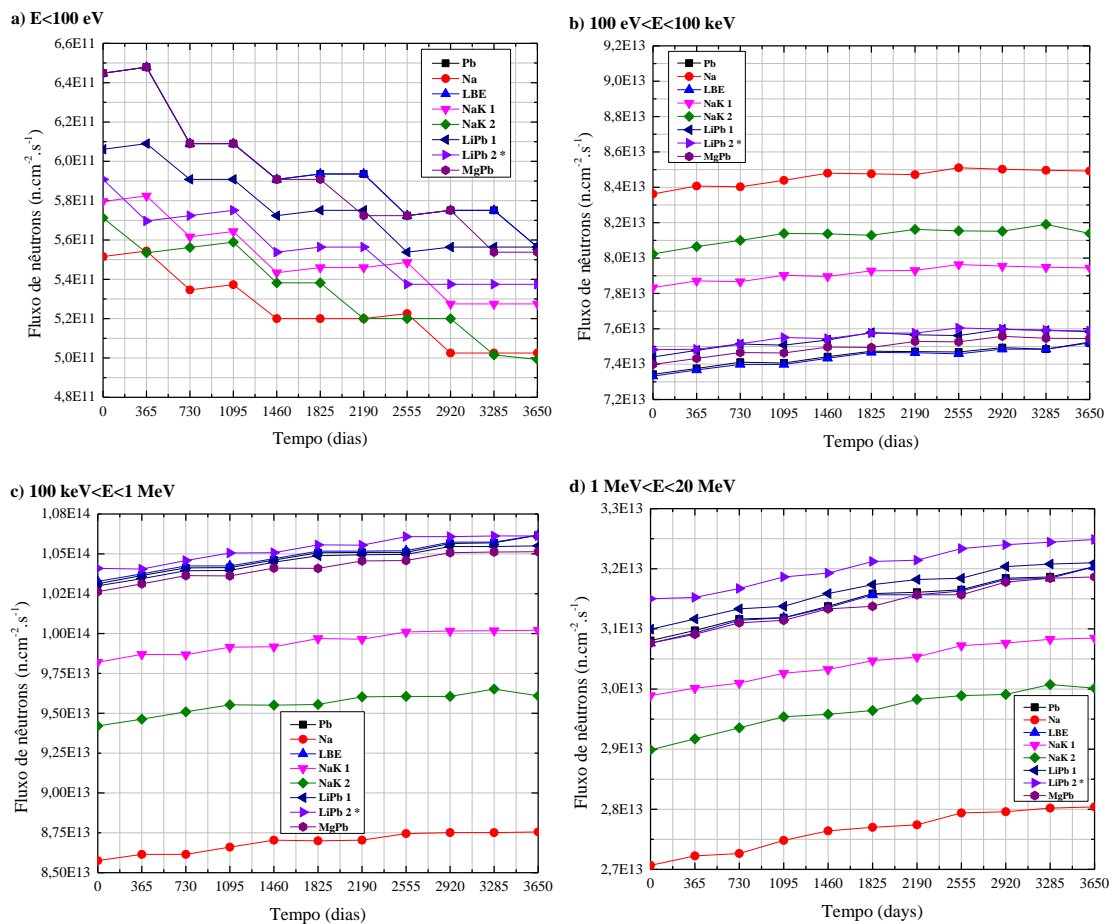 a) E<100 eV
Fluxo de nêutrons (n.cm⁻².s⁻¹)
6,6E11
6,4E11
6,2E11
6,0E11
5,8E11
5,6E11
5,4E11
5,2E11
5,0E11
4,8E11
Pb
Na
LBE
NaK 1
NaK 2
LiPb 1
LiPb 2 *
MgPb
0 365 730 1095 1460 1825 2190 2555 2920 3285 3650
Tempo (dias)
b) 100 eV<E<100 keV
Fluxo de nêutrons (n.cm⁻².s⁻¹)
9,2E13
9,0E13
8,8E13
8,6E13
8,4E13
8,2E13
8,0E13
7,8E13
7,6E13
7,4E13
7,2E13
Pb
Na
LBE
NaK 1
NaK 2
LiPb 1
LiPb 2 *
MgPb
0 365 730 1095 1460 1825 2190 2555 2920 3285 3650
Tempo (dias)
c) 100 keV<E<1 MeV
Fluxo de nêutrons (n.cm⁻².s⁻¹)
1,08E14
1,05E14
1,02E14
1,00E14
9,75E13
9,50E13
9,25E13
9,00E13
8,75E13
8,50E13
Pb
Na
LBE
NaK 1
NaK 2
LiPb 1
LiPb 2 *
MgPb
0 365 730 1095 1460 1825 2190 2555 2920 3285 3650
Tempo (dias)
d) 1 MeV<E<20 MeV
Fluxo de nêutrons (n.cm⁻².s⁻¹)
3,3E13
3,2E13
3,1E13
3,0E13
2,9E13
2,8E13
2,7E13
Pb
Na
LBE
NaK 1
NaK 2
LiPb 1
LiPb 2 *
MgPb
0 365 730 1095 1460 1825 2190 2555 2920 3285 3650
Tempo (days)